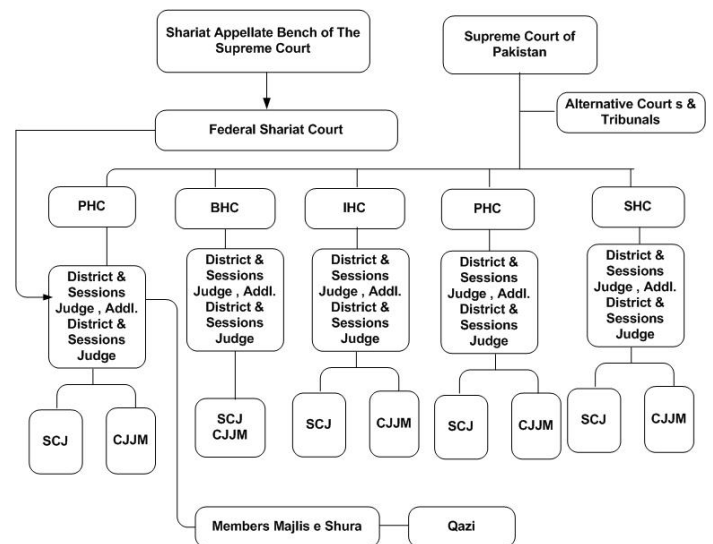 Shariat Appellate Bench of The
Supreme Court
Supreme Court of
Pakistan
Alternative Court s &
Tribunals
Federal Shariat Court
PHC
BHC
IHC
PHC
SHC
District &
Sessions
Judge , Addl.
District &
Sessions
Judge
District &
Sessions
Judge , Addl.
District &
Sessions
Judge
District &
Sessions
Judge , Addl.
District &
Sessions
Judge
District &
Sessions
Judge , Addl.
District &
Sessions
Judge
District &
Sessions
Judge , Addl.
District &
Sessions
Judge
SCJ
CJJM
SCJ
CJJM
SCJ
CJJM
SCJ
CJJM
SCJ
CJJM
Members Majlis e Shura
Qazi